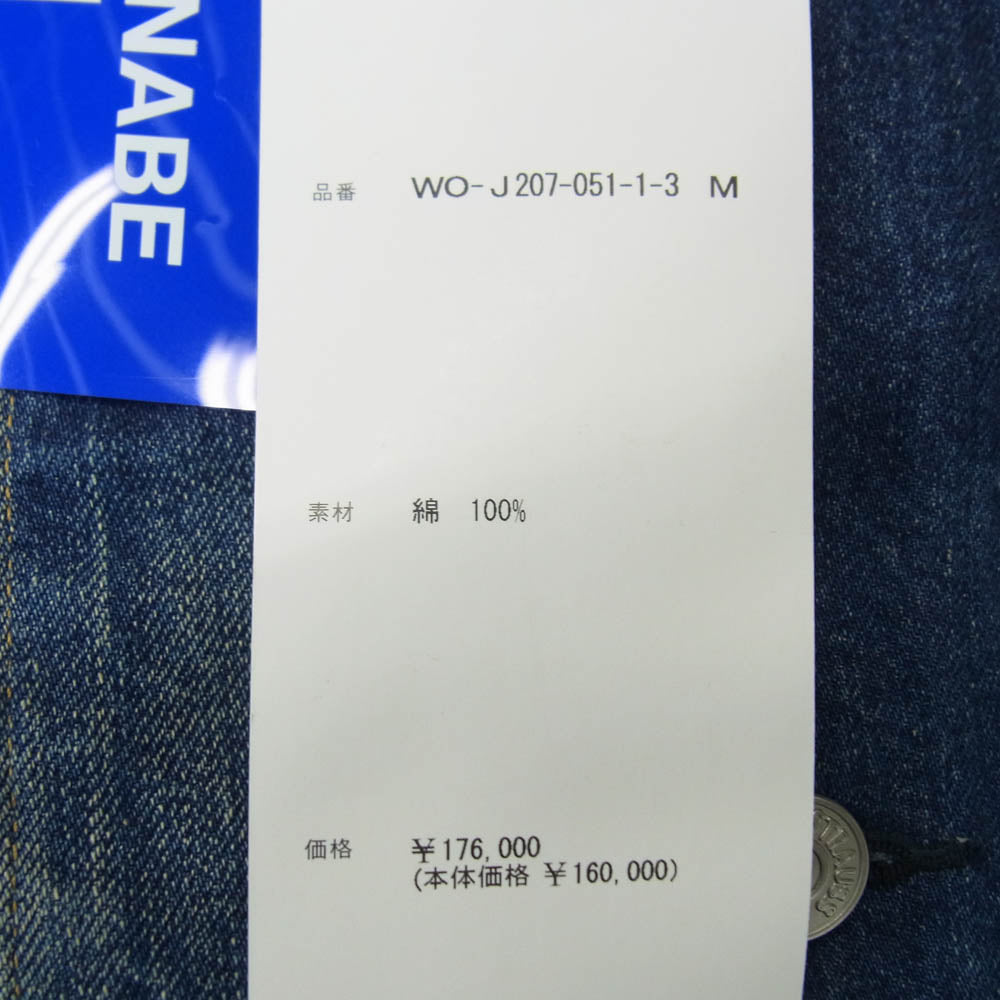 NABE
品番 WO-J207-051-1-3 M
素材 綿 100%
価格 ¥176,000
(本体価格 ¥160,000)